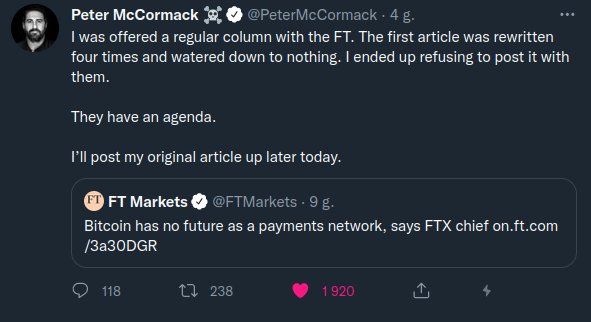 Peter McCormack ☠️ @PeterMcCormack · 4 g.
I was offered a regular column with the FT. The first article was rewritten
four times and watered down to nothing. I ended up refusing to post it with
them.
They have an agenda.
I’ll post my original article up later today.
FT FT Markets @FTMarkets · 9 g.
Bitcoin has no future as a payments network, says FTX chief on.ft.com
/3a30DGR
118 238 1 920